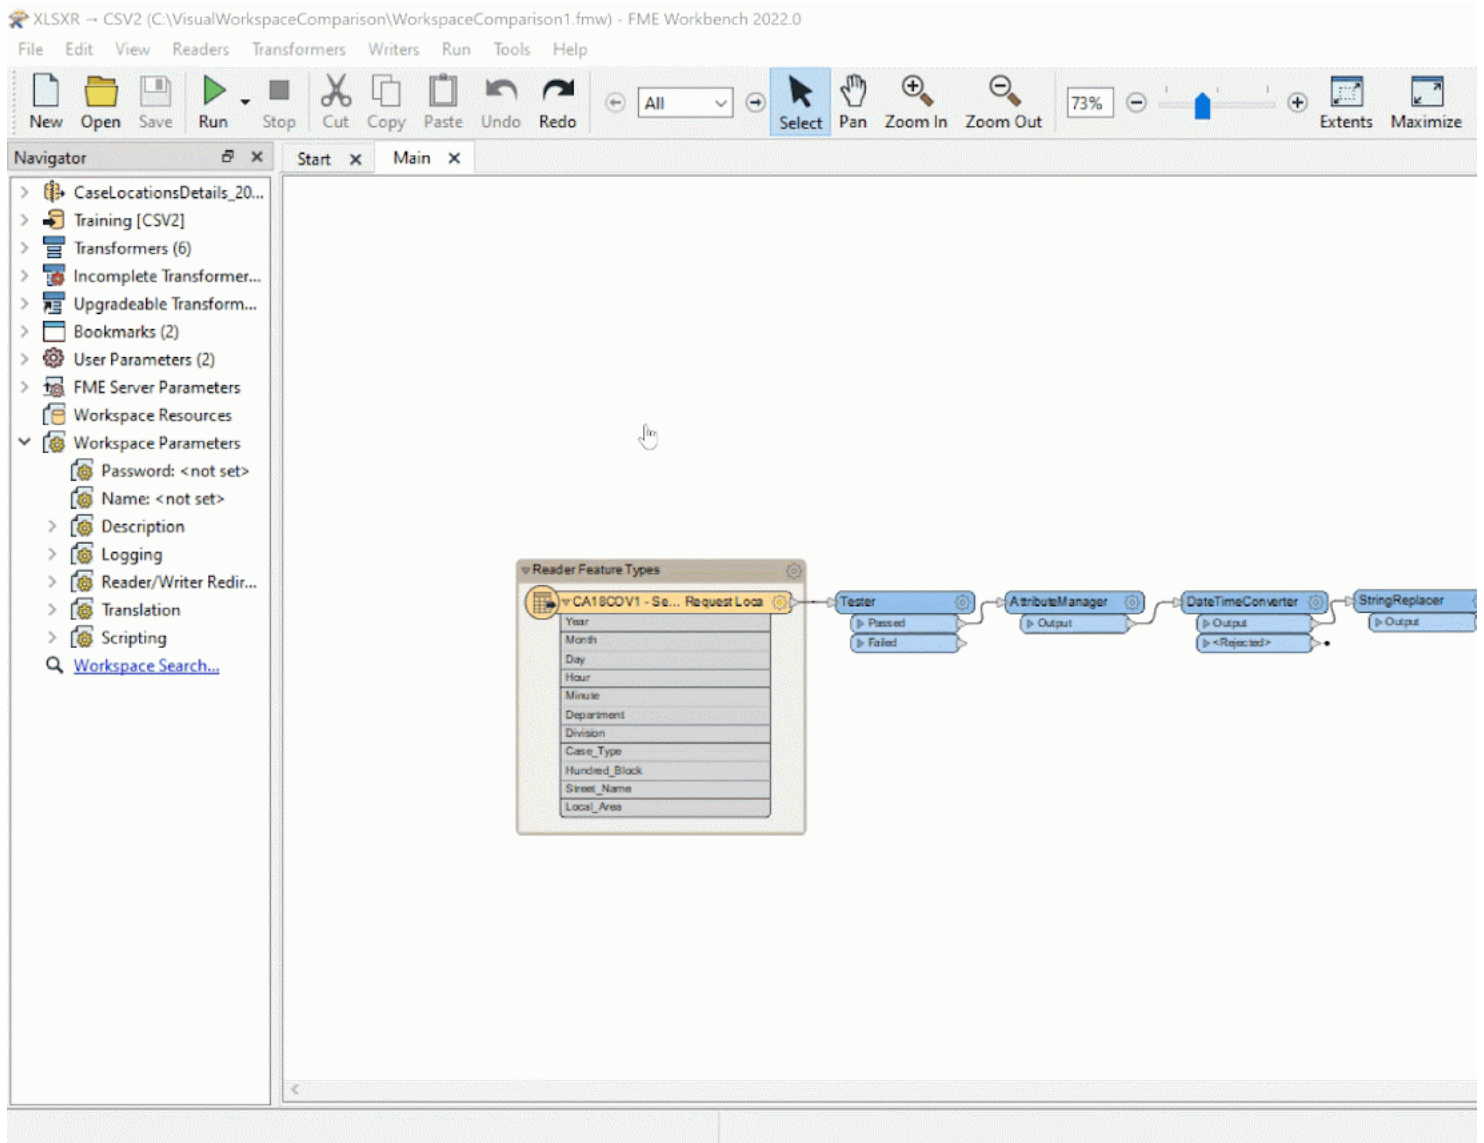 XLSXR → CSV2 (C:\VisualWorkspaceComparison\WorkspaceComparison1.fmw) - FME Workbench 2022.0
File Edit View Readers Transformers Writers Run Tools Help
All
73%
New Open Save Run Stop Cut Copy Paste Undo Redo Select Pan Zoom In Zoom Out Extents Maximize
Navigator
Start Main
CaseLocationsDetails_20...
Training [CSV2]
Transformers (6)
Incomplete Transformer...
Upgradeable Transform...
Bookmarks (2)
User Parameters (2)
FME Server Parameters
Workspace Resources
Workspace Parameters
Password: <not set>
Name: <not set>
Description
Logging
Reader/Writer Redir...
Translation
Scripting
Workspace Search...
Reader Feature Types
CA18COV1 - Se... Request Loca
Year
Month
Day
Hour
Minute
Department
Division
Case_Type
Hundred_Block
Street_Name
Local_Area
Tester
Passed
Failed
AttributeManager
Output
DateTimeConverter
Output
<Rejected>
StringReplacer
Output